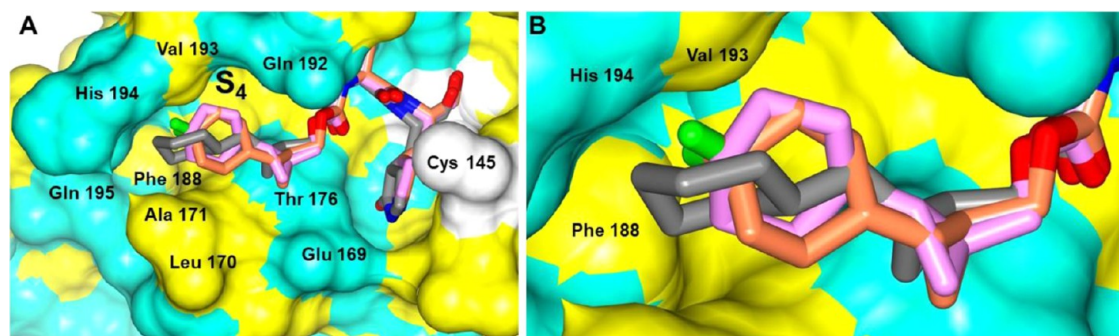 A
Val 193
Gln 192
S4
His 194
Cys 145
Phe 188
Gln 195
Thr 176
Ala 171
Leu 170
Glu 169
B
Val 193
His 194
Phe 188